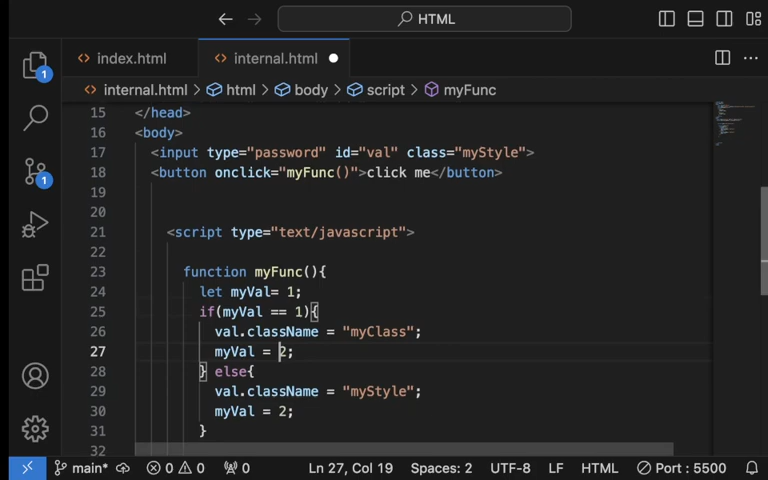 HTML
index.html
internal.html
internal.html > html > body > script > myFunc
1
1
15 </head>
16 <body>
17 <input type="password" id="val" class="myStyle">
18 <button onclick="myFunc()">click me</button>
19
20
21 <script type="text/javascript">
22
23 function myFunc(){
24 let myVal= 1;
25 if(myVal == 1){
26 val.className = "myClass";
27 myVal = 2;
28 } else{
29 val.className = "myStyle";
30 myVal = 2;
31 }
32
main* 0 0 0 Ln 27, Col 19 Spaces: 2 UTF-8 LF HTML Port : 5500